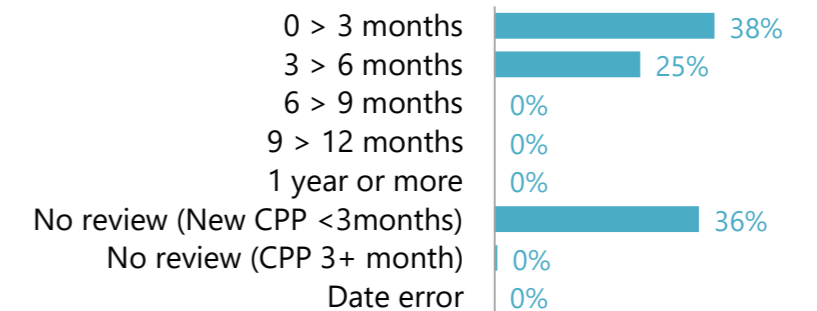 0 > 3 months 38%
3 > 6 months 25%
6 > 9 months 0%
9 > 12 months 0%
1 year or more 0%
No review (New CPP <3months) 36%
No review (CPP 3+ month) 0%
Date error 0%